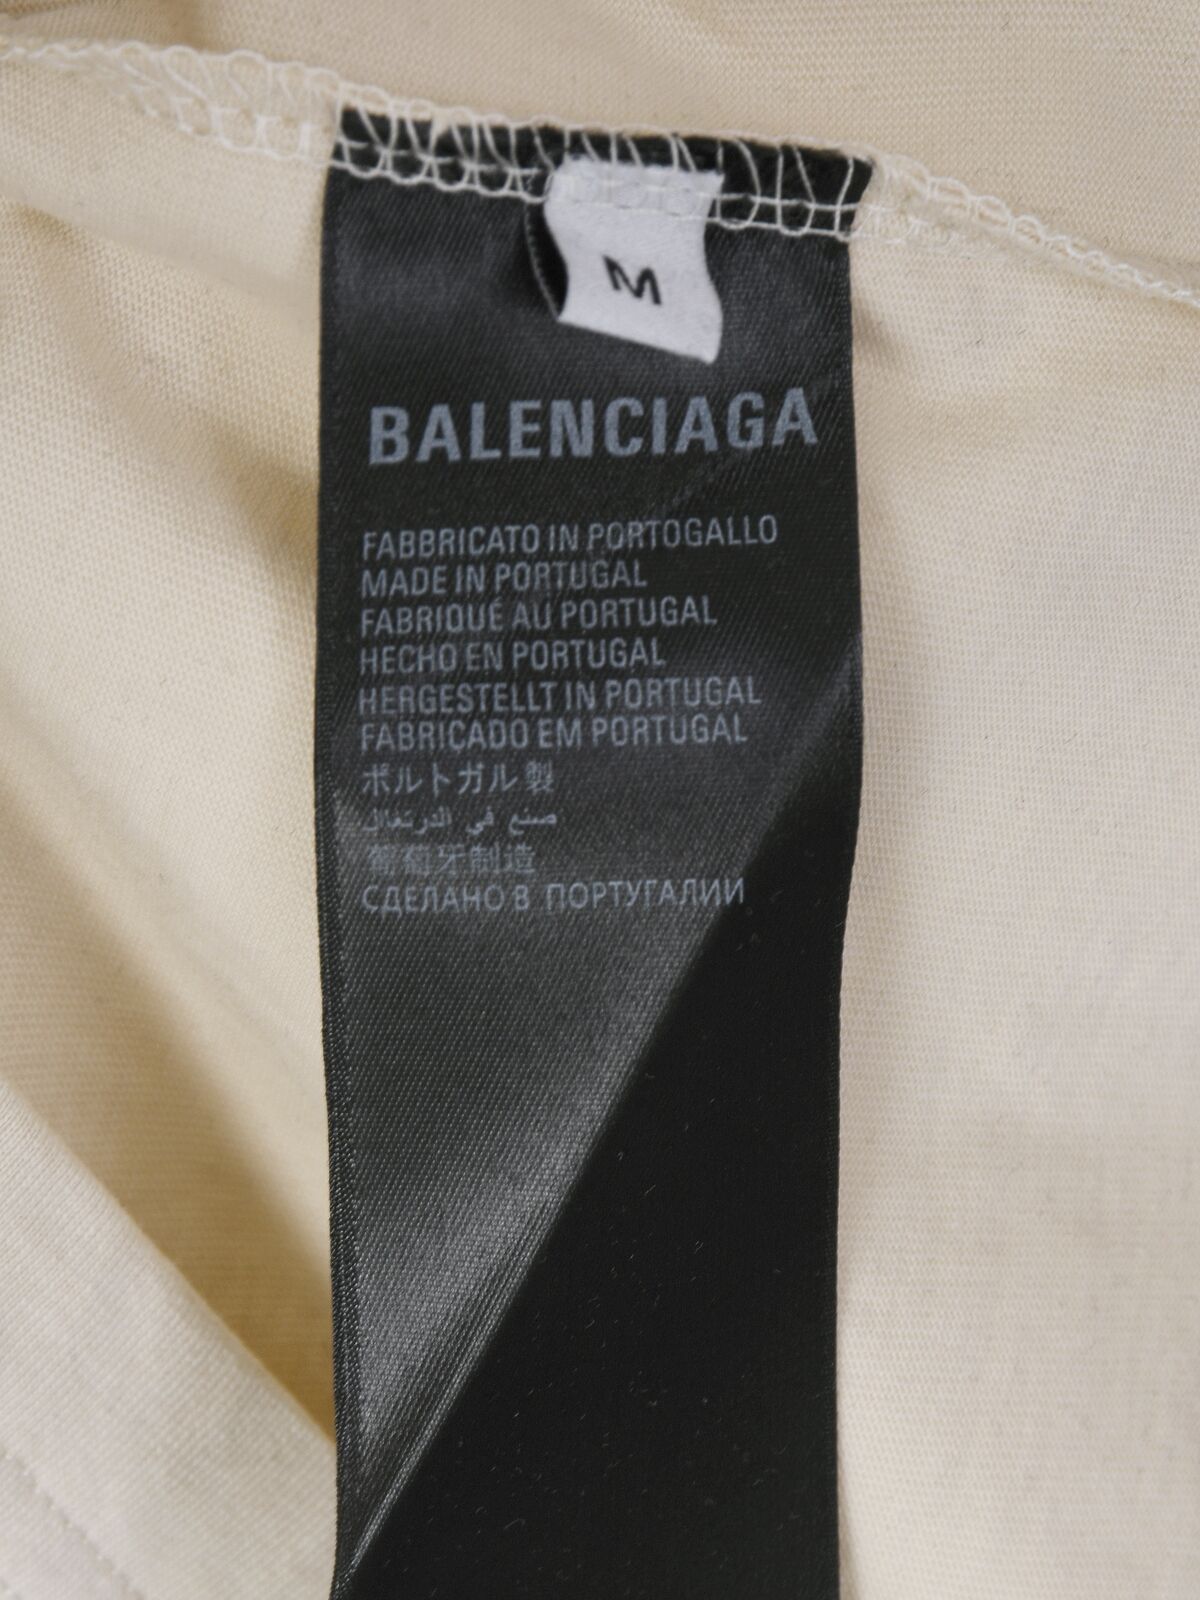 M
BALENCIAGA
FABBRICATO IN PORTOGALLO
MADE IN PORTUGAL
FABRIQUÉ AU PORTUGAL
HECHO EN PORTUGAL
HERGESTELLT IN PORTUGAL
FABRICADO EM PORTUGAL
ポルトガル製
صنع في
葡萄牙制造
СДЕЛАНО В ПОРТУГАЛИИ